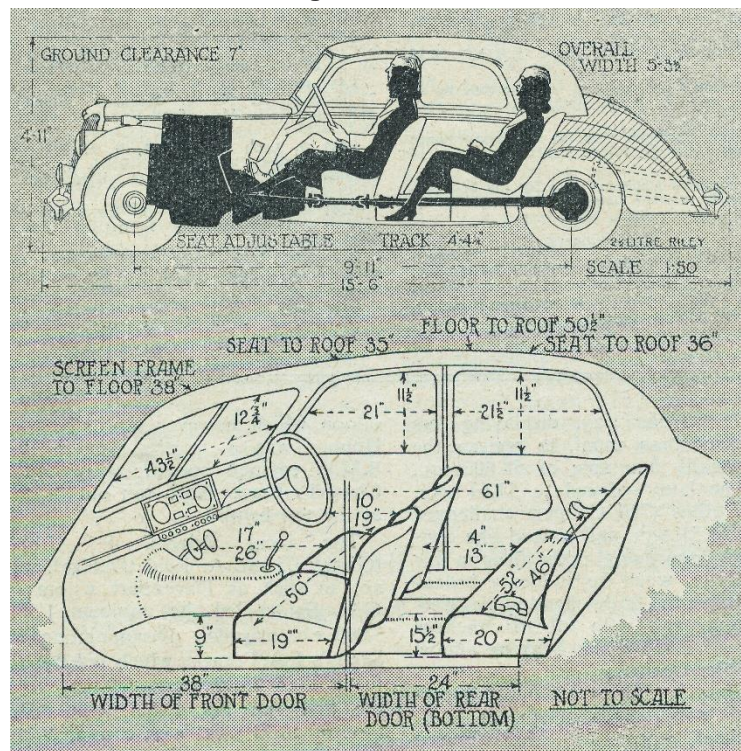 GROUND CLEARANCE 7"
OVERALL
WIDTH 5-3½"
4'-11"
SEAT ADJUSTABLE
TRACK 4'-4¼"
2½ LITRE RILEY
9'-11"
SCALE 1:50
15'-6"
FLOOR TO ROOF 50½"
SEAT TO ROOF 35"
SEAT TO ROOF 36"
SCREEN FRAME
TO FLOOR 38"
11½"
11½"
12¾"
21"
21½"
43½"
61"
10"
19"
17"
26"
4"
13"
50"
52"
46"
9"
19""
15½"
20"
38"
24"
WIDTH OF FRONT DOOR
WIDTH OF REAR
DOOR (BOTTOM)
NOT TO SCALE